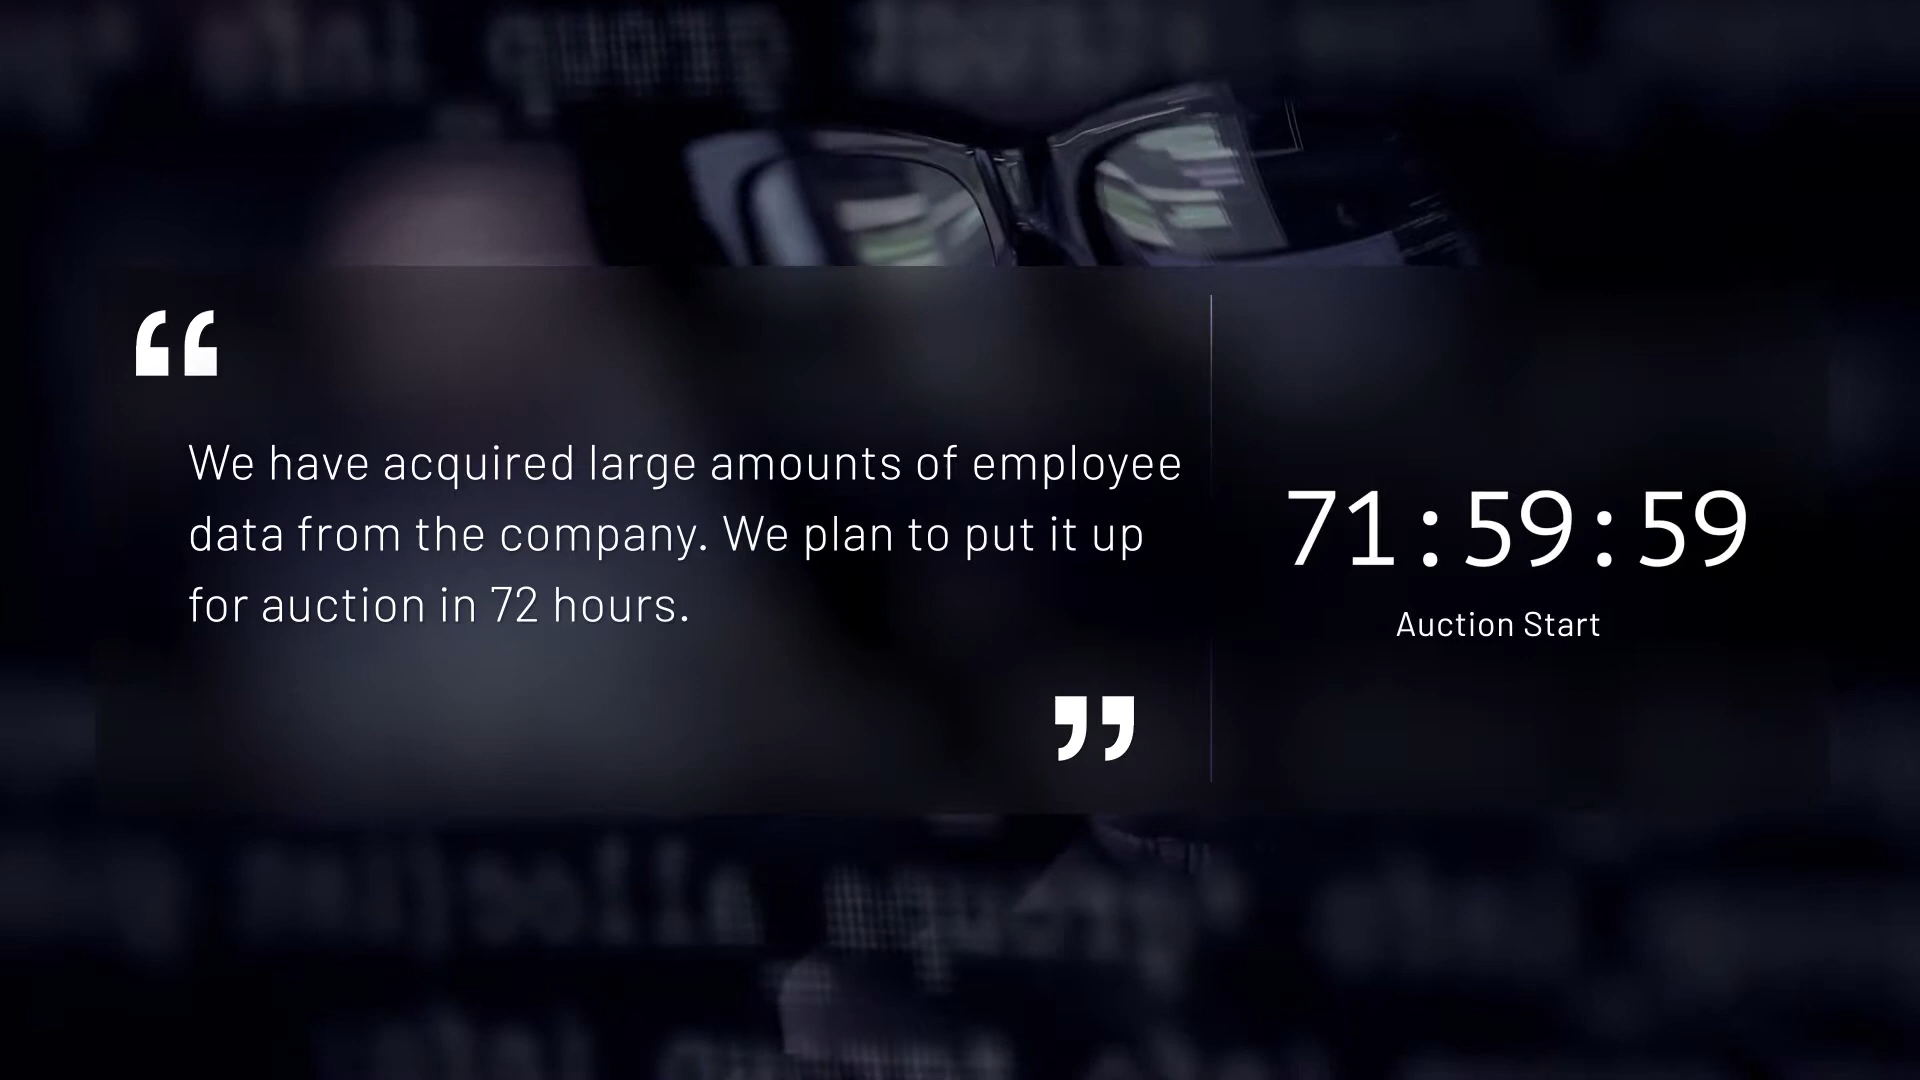 “
We have acquired large amounts of employee
data from the company. We plan to put it up
for auction in 72 hours.
”
71:59:59
Auction Start